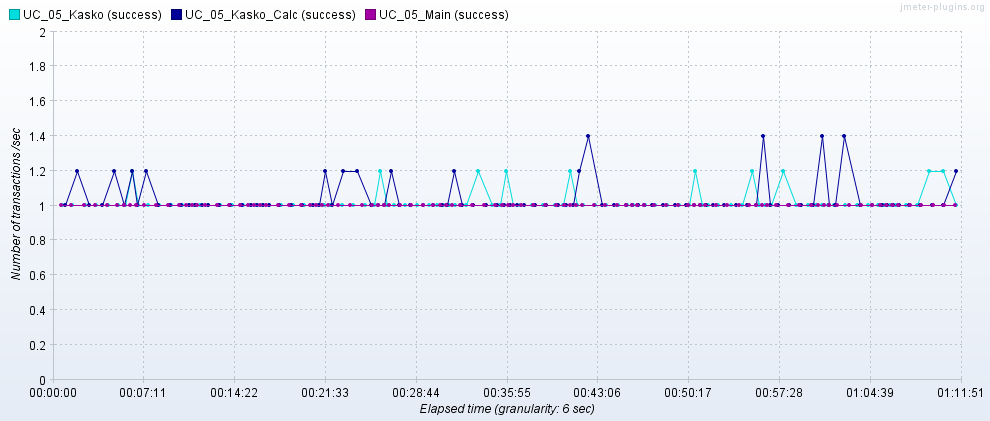 UC_05_Kasko (success) UC_05_Kasko_Calc (success) UC_05_Main (success)
jmeter-plugins.org
2
1.8
1.6
1.4
1.2
1
0.8
0.6
0.4
0.2
0
Number of transactions /sec
00:00:00 00:07:11 00:14:22 00:21:33 00:28:44 00:35:55 00:43:06 00:50:17 00:57:28 01:04:39 01:11:51
Elapsed time (granularity: 6 sec)